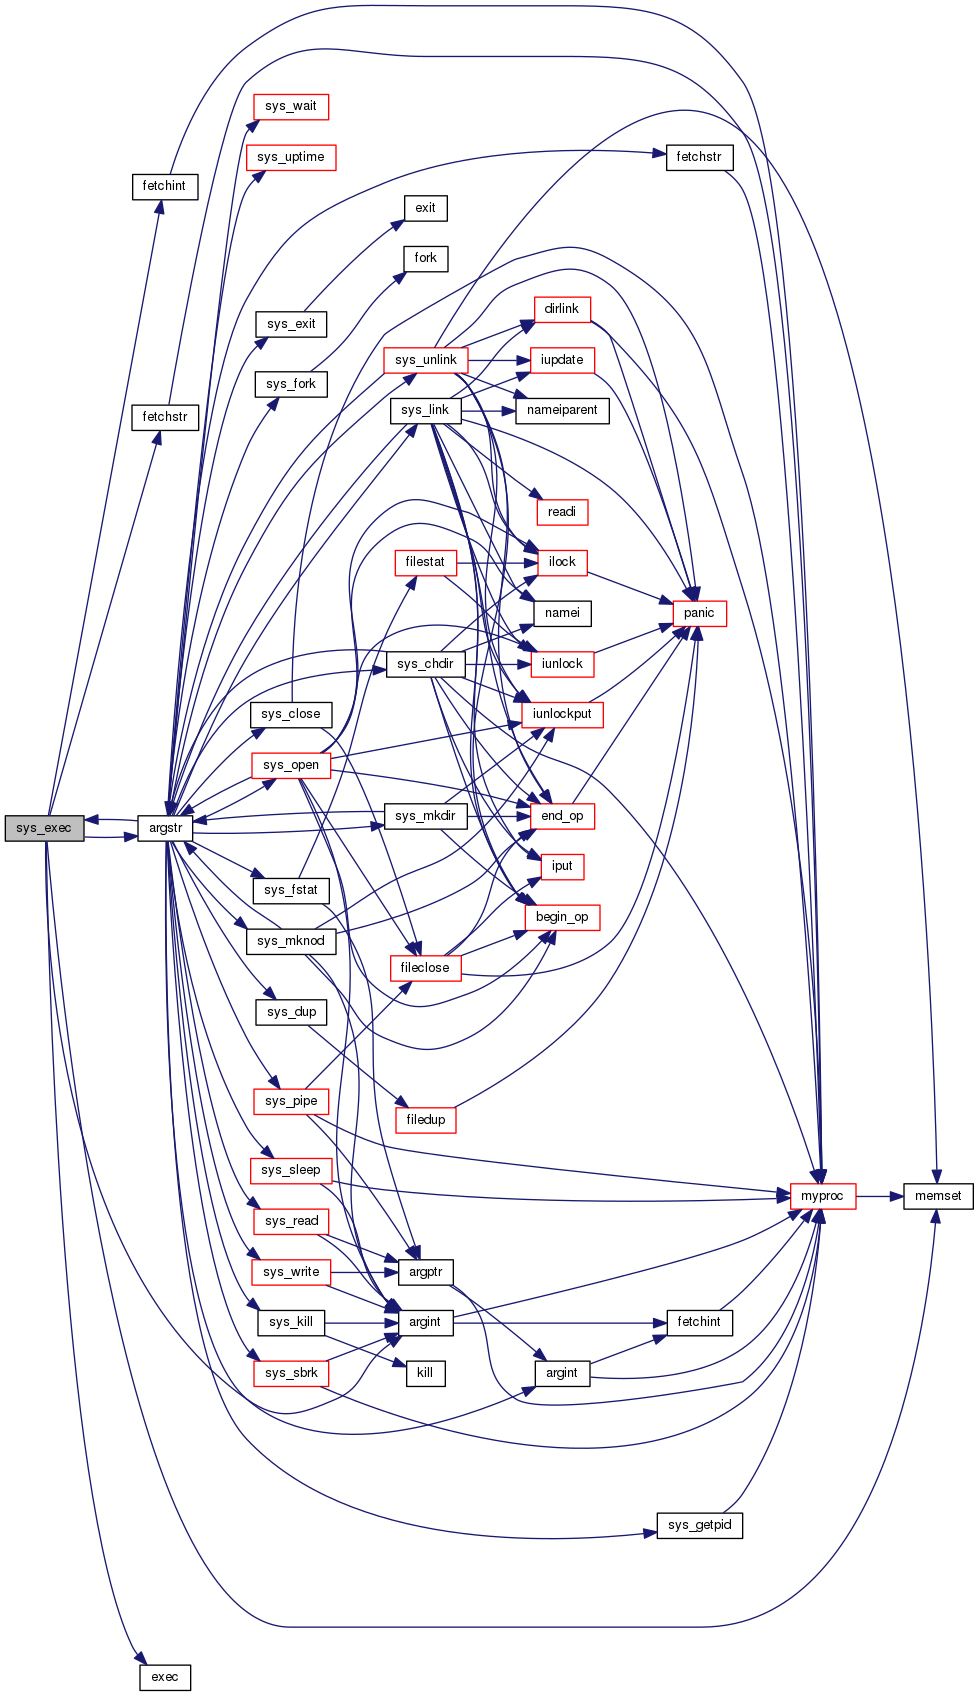 sys_wait
sys_uptime
fetchstr
fetchint
exit
fork
dirlink
sys_exit
sys_unlink
iupdate
sys_fork
sys_link
nameiparent
fetchstr
readi
filestat
ilock
namei
panic
sys_chdir
iunlock
sys_close
iunlockput
sys_open
sys_mkdir
end_op
sys_exec
argstr
iput
sys_fstat
begin_op
sys_mknod
fileclose
sys_dup
sys_pipe
filedup
sys_sleep
myproc
memset
sys_read
sys_write
argptr
sys_kill
argint
fetchint
sys_sbrk
kill
argint
sys_getpid
exec